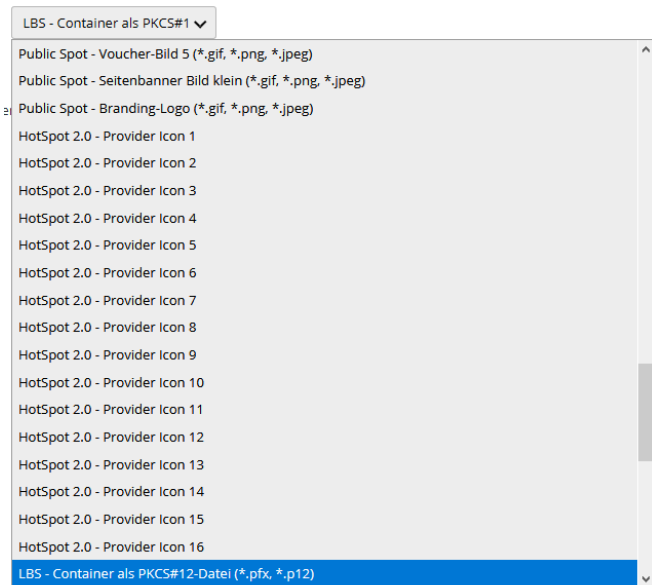 LBS - Container als PKCS#1
Public Spot - Voucher-Bild 5 (*.gif, *.png, *.jpeg)
Public Spot - Seitenbanner Bild klein (*.gif, *.png, *.jpeg)
Public Spot - Branding-Logo (*.gif, *.png, *.jpeg)
HotSpot 2.0 - Provider Icon 1
HotSpot 2.0 - Provider Icon 2
HotSpot 2.0 - Provider Icon 3
HotSpot 2.0 - Provider Icon 4
HotSpot 2.0 - Provider Icon 5
HotSpot 2.0 - Provider Icon 6
HotSpot 2.0 - Provider Icon 7
HotSpot 2.0 - Provider Icon 8
HotSpot 2.0 - Provider Icon 9
HotSpot 2.0 - Provider Icon 10
HotSpot 2.0 - Provider Icon 11
HotSpot 2.0 - Provider Icon 12
HotSpot 2.0 - Provider Icon 13
HotSpot 2.0 - Provider Icon 14
HotSpot 2.0 - Provider Icon 15
HotSpot 2.0 - Provider Icon 16
LBS - Container als PKCS#12-Datei (*.pfx, *.p12)